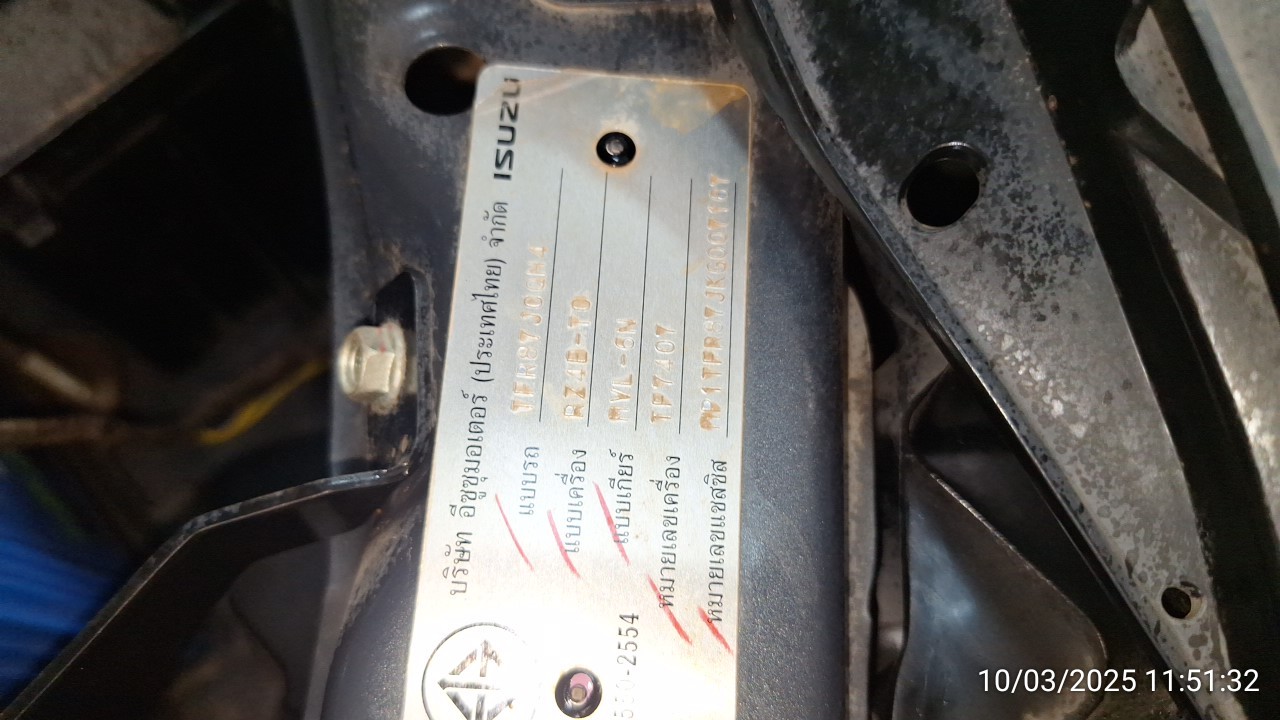 บริษัท อีซูซุมอเตอร์ (ประเทศไทย) จำกัด ISUZU
แบบรถ
แบบเครื่อง RZ4E-TC
แบบเกียร์ MVL-6N
หมายเลขเครื่อง TF7407
หมายเลขแชสซิส
-2554
10/03/2025 11:51:32